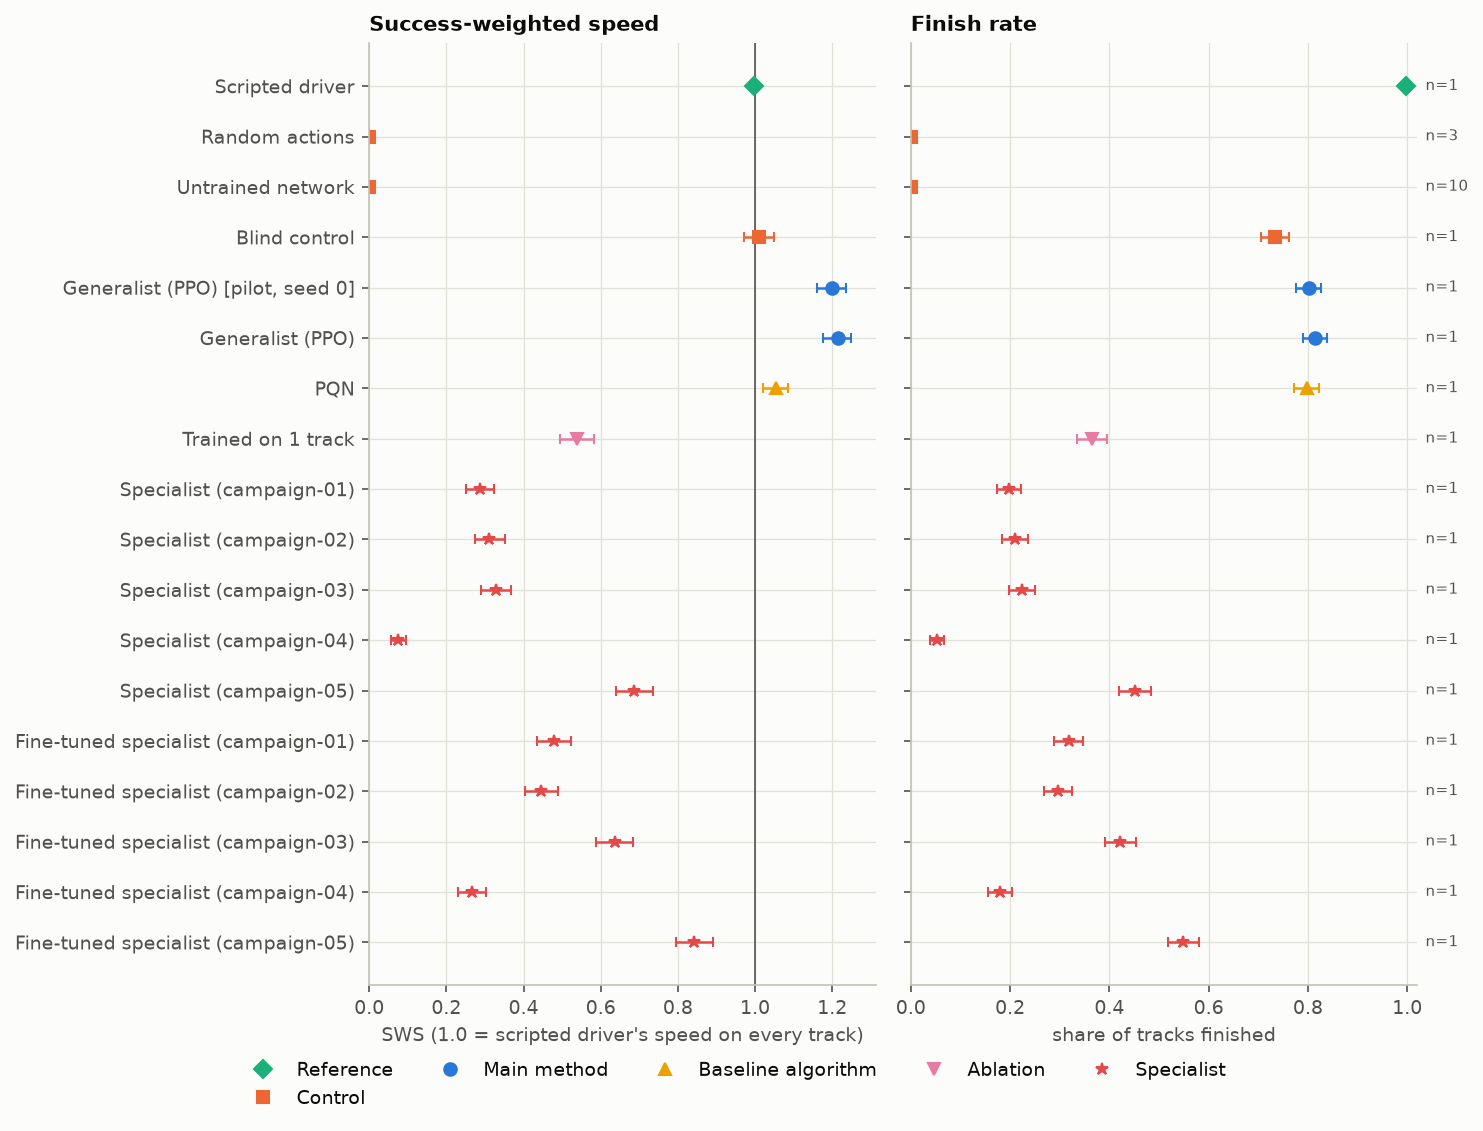 Success-weighted speed
Finish rate
Scripted driver
n=1
Random actions
n=3
Untrained network
n=10
Blind control
n=1
Generalist (PPO) [pilot, seed 0]
n=1
Generalist (PPO)
n=1
PQN
n=1
Trained on 1 track
n=1
Specialist (campaign-01)
n=1
Specialist (campaign-02)
n=1
Specialist (campaign-03)
n=1
Specialist (campaign-04)
n=1
Specialist (campaign-05)
n=1
Fine-tuned specialist (campaign-01)
n=1
Fine-tuned specialist (campaign-02)
n=1
Fine-tuned specialist (campaign-03)
n=1
Fine-tuned specialist (campaign-04)
n=1
Fine-tuned specialist (campaign-05)
n=1
0.0 0.2 0.4 0.6 0.8 1.0 1.2
0.0 0.2 0.4 0.6 0.8 1.0
SWS (1.0 = scripted driver's speed on every track)
share of tracks finished
Reference Main method Baseline algorithm Ablation Specialist
Control